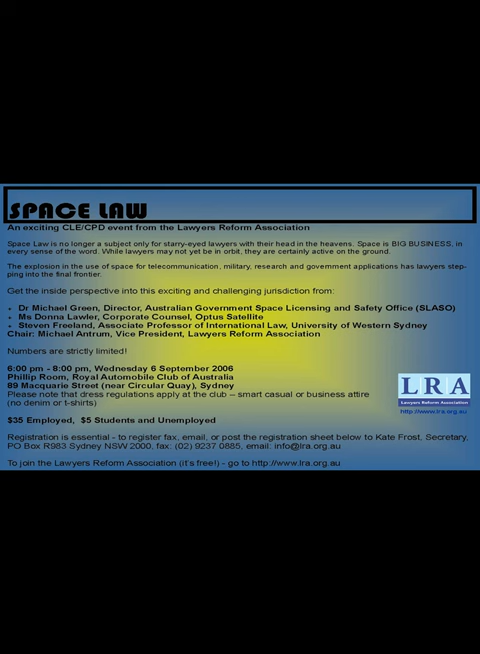 SPACE LAW
An exciting CLE/CPD event from the Lawyers Reform Association
Space Law is no longer a subject only for starry-eyed lawyers with their head in the heavens. Space is BIG BUSINESS, in
every sense of the word. While lawyers may not yet be in orbit, they are certainly active on the ground.
The explosion in the use of space for telecommunication, military, research and government applications has lawyers step-
ping into the final frontier.
Get the inside perspective into this exciting and challenging jurisdiction from:
• Dr Michael Green, Director, Australian Government Space Licensing and Safety Office (SLASO)
• Ms Donna Lawler, Corporate Counsel, Optus Satellite
• Steven Freeland, Associate Professor of International Law, University of Western Sydney
Chair: Michael Antrum, Vice President, Lawyers Reform Association
Numbers are strictly limited!
6:00 pm - 8:00 pm, Wednesday 6 September 2006
Phillip Room, Royal Automobile Club of Australia
89 Macquarie Street (near Circular Quay), Sydney
Please note that dress regulations apply at the club – smart casual or business attire
(no denim or t-shirts)
LRA
Lawyers Reform Association
http://www.lra.org.au
$35 Employed, $5 Students and Unemployed
Registration is essential - to register fax, email, or post the registration sheet below to Kate Frost, Secretary,
PO Box R983 Sydney NSW 2000, fax: (02) 9237 0885, email: info@lra.org.au
To join the Lawyers Reform Association (it's free!) - go to http://www.lra.org.au